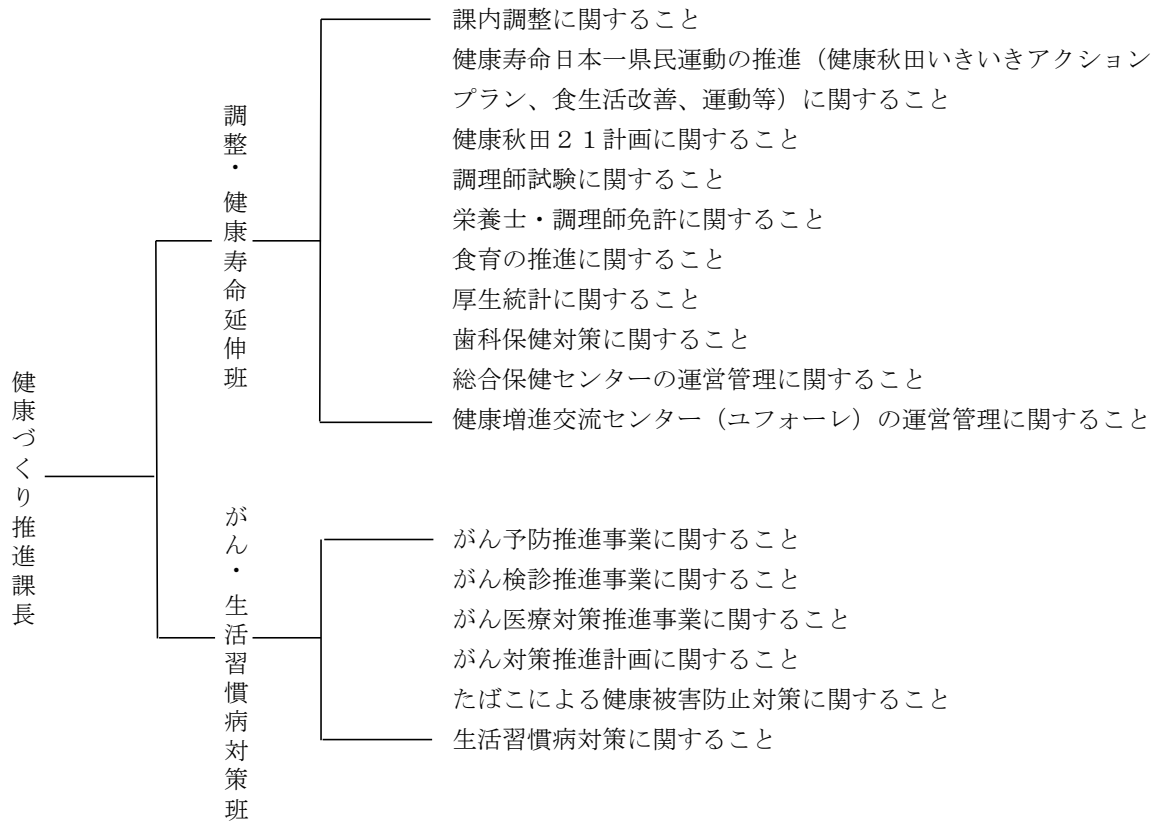 健康づくり推進課長
調整・健康寿命延伸班
課内調整に関すること
健康寿命日本一県民運動の推進（健康秋田いきいきアクション
プラン、食生活改善、運動等）に関すること
健康秋田２１計画に関すること
調理師試験に関すること
栄養士・調理師免許に関すること
食育の推進に関すること
厚生統計に関すること
歯科保健対策に関すること
総合保健センターの運営管理に関すること
健康増進交流センター（ユフォーレ）の運営管理に関すること
がん・生活習慣病対策班
がん予防推進事業に関すること
がん検診推進事業に関すること
がん医療対策推進事業に関すること
がん対策推進計画に関すること
たばこによる健康被害防止対策に関すること
生活習慣病対策に関すること